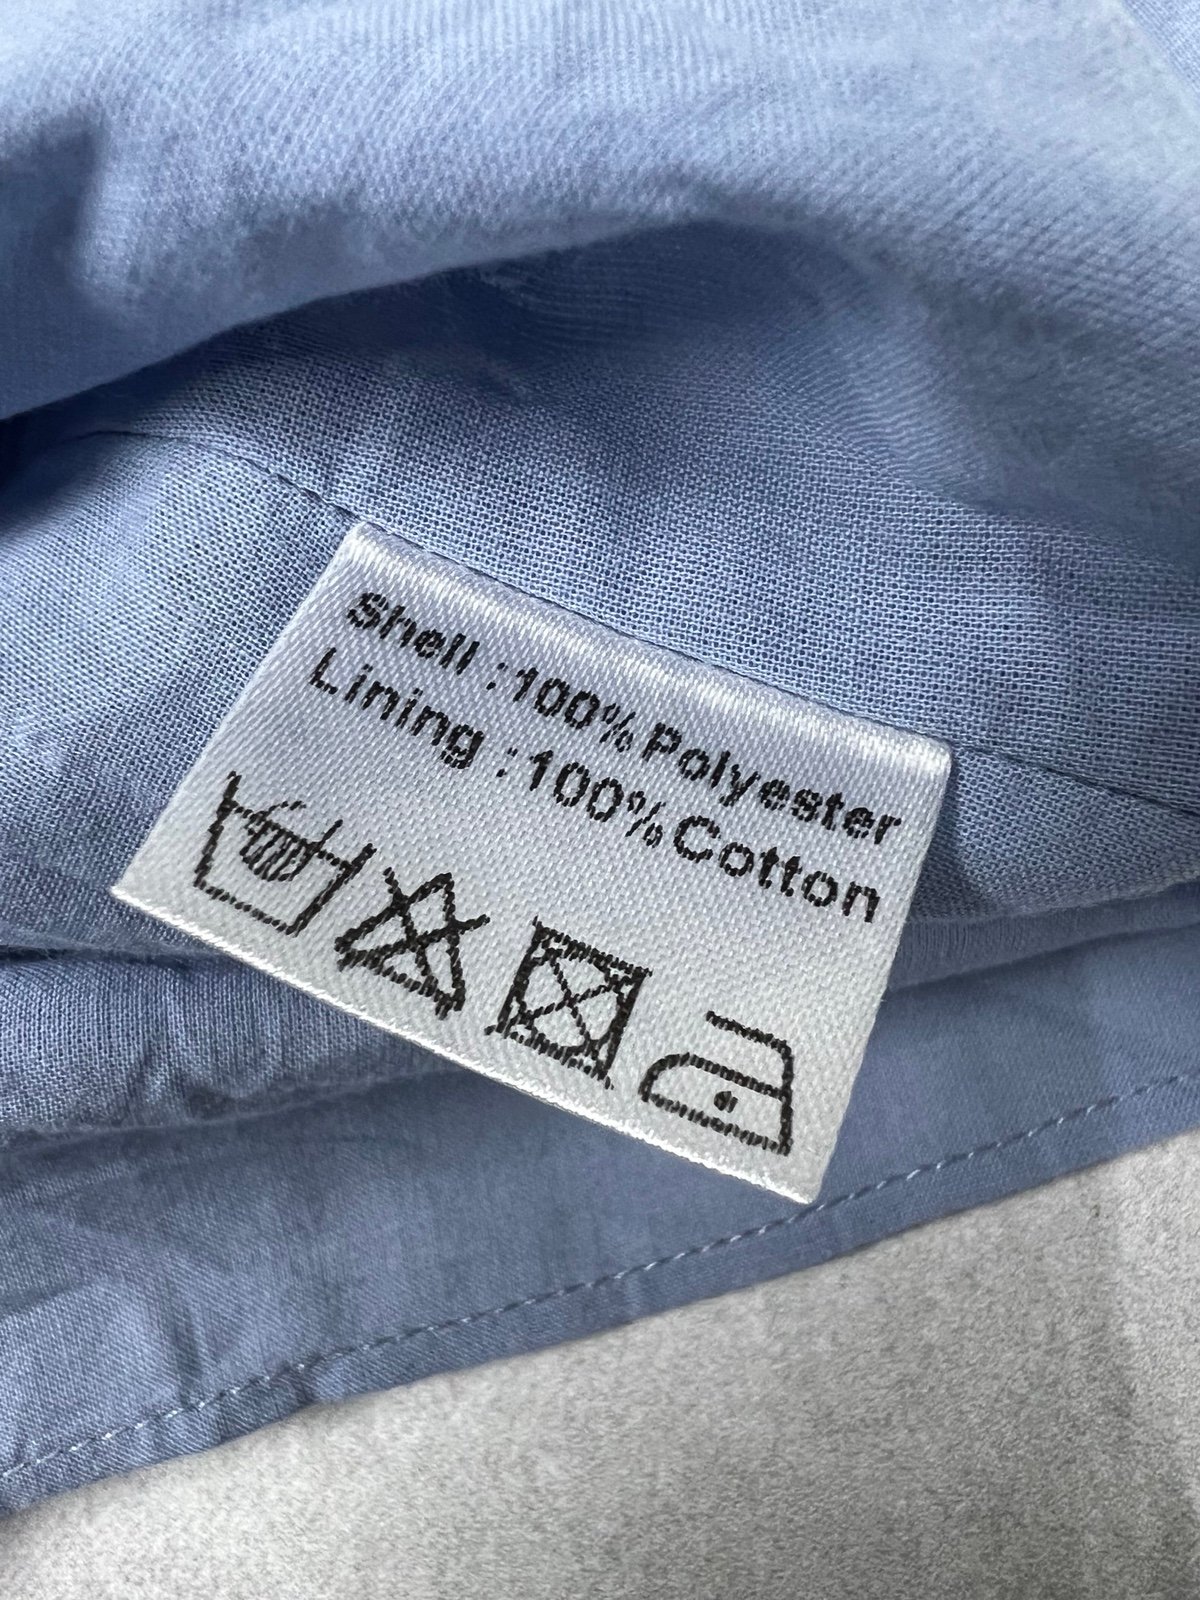 Shell : 100% Polyester
Lining : 100% Cotton